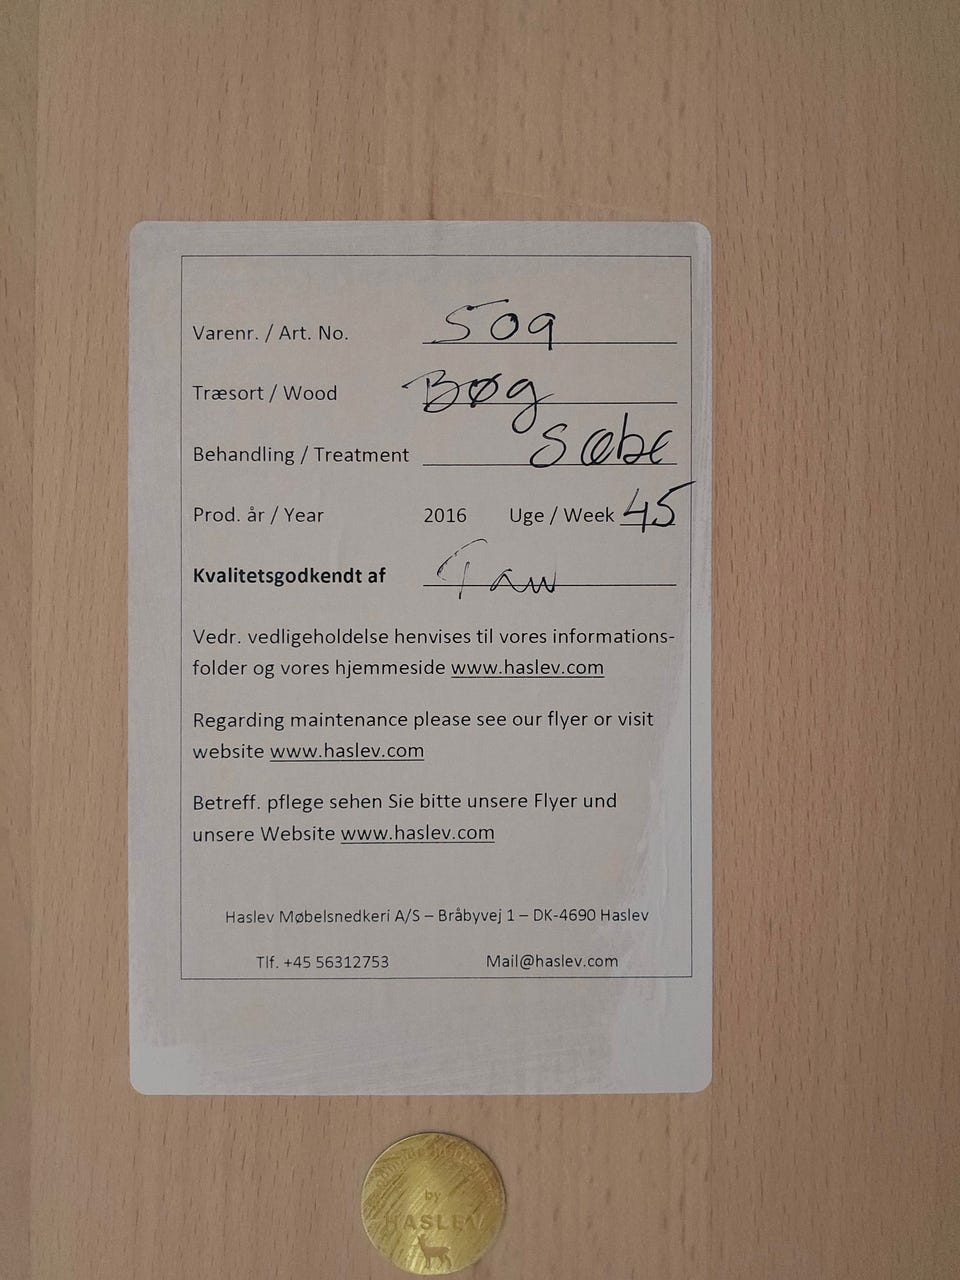 Varenr. / Art. No. 509
Træsort / Wood Bøg
Behandling / Treatment Sæbe
Prod. år / Year 2016 Uge / Week 45
Kvalitetsgodkendt af
Vedr. vedligeholdelse henvises til vores informations-
folder og vores hjemmeside www.haslev.com
Regarding maintenance please see our flyer or visit
website www.haslev.com
Betreff. pflege sehen Sie bitte unsere Flyer und
unsere Website www.haslev.com
Haslev Møbelsnedkeri A/S – Bråbyvej 1 – DK-4690 Haslev
Tlf. +45 56312753 Mail@haslev.com
by
HASLEV